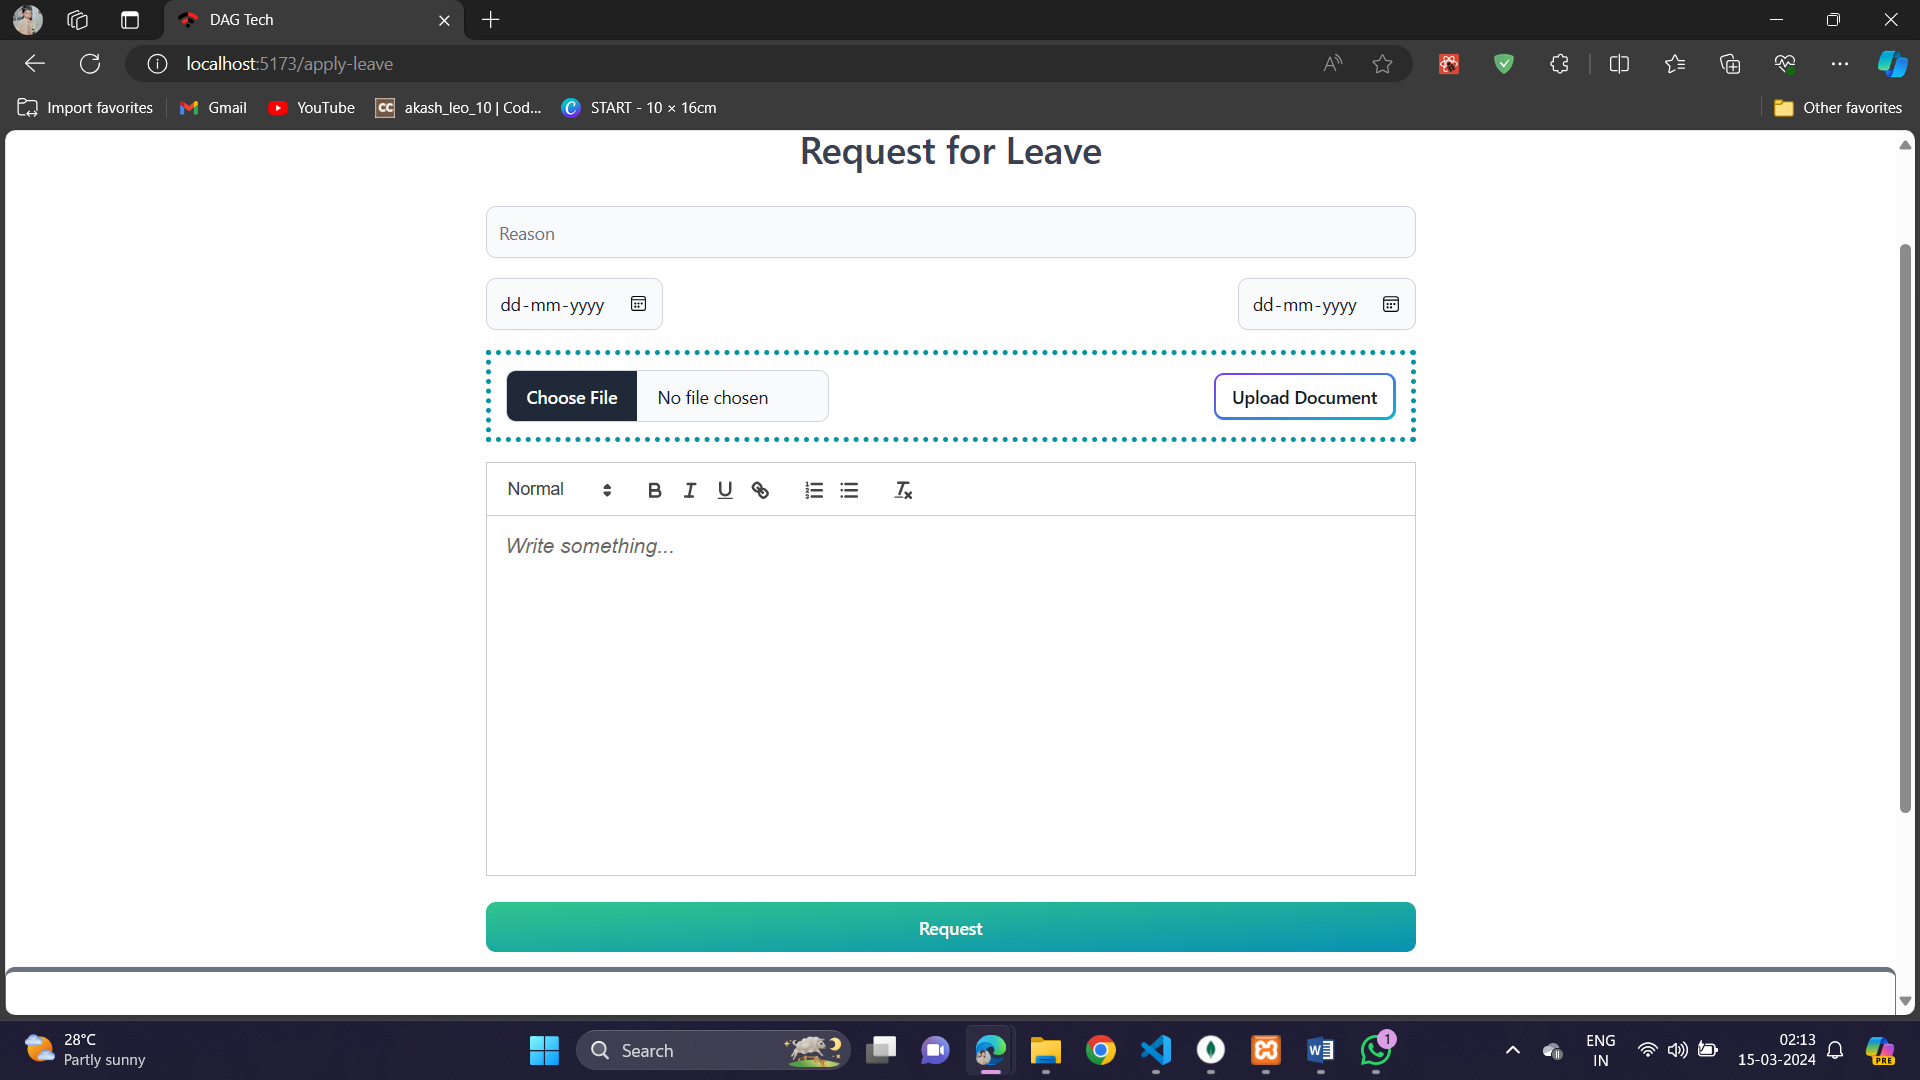 DAG Tech
localhost:5173/apply-leave
Import favorites
Gmail
YouTube
CC
akash_leo_10 | Cod...
START - 10 × 16cm
Other favorites
Request for Leave
Reason
dd-mm-yyyy
dd-mm-yyyy
Choose File
No file chosen
Upload Document
Normal
Write something...
Request
28°C
Partly sunny
Search
1
ENG
IN
02:13
15-03-2024
PRE